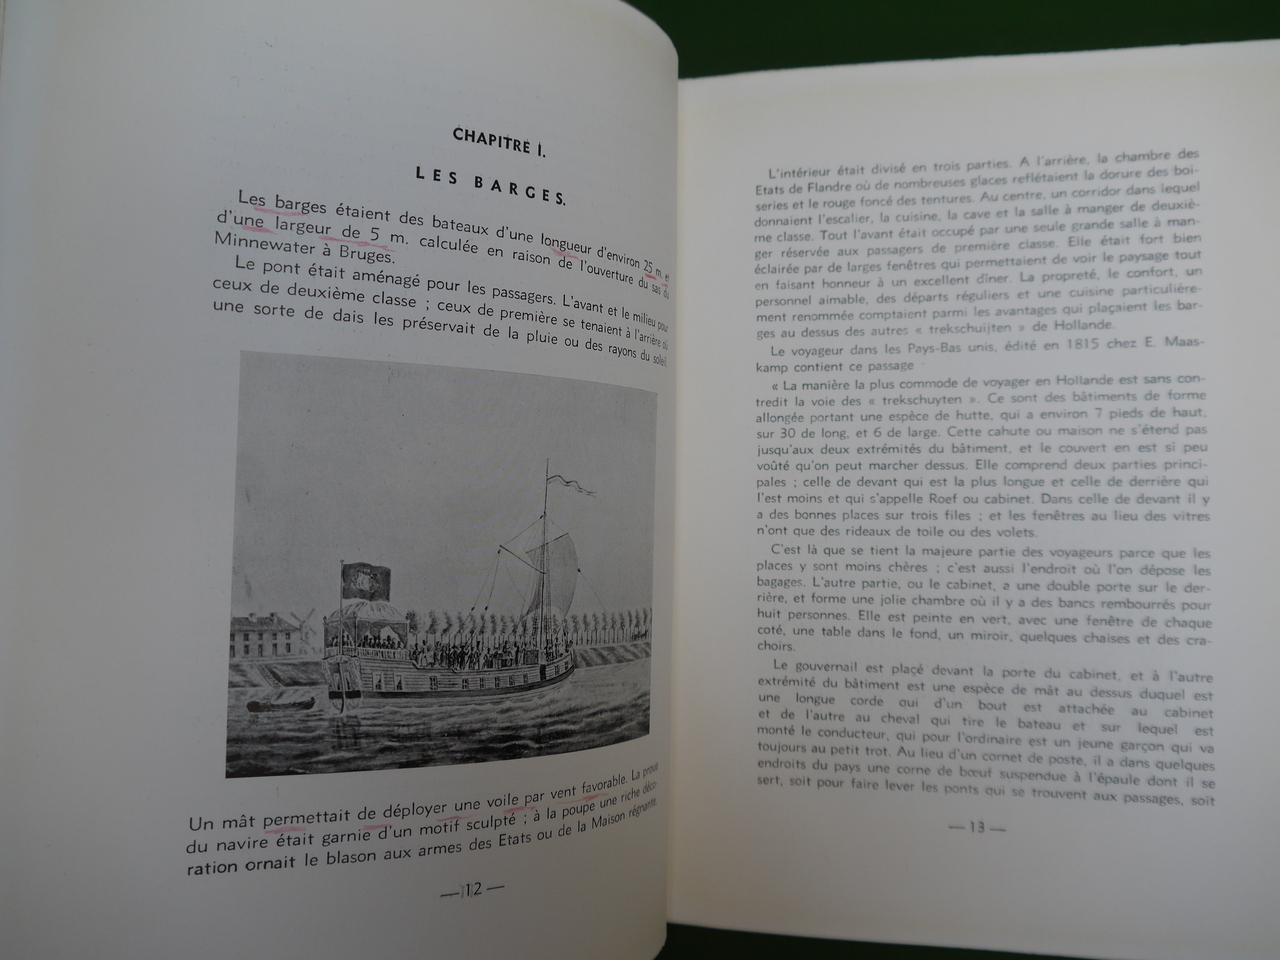 CHAPITRE I.
LES BARGES.
Les barges étaient des bateaux d'une longueur d'environ 25 m. et
d'une largeur de 5 m. calculée en raison de l'ouverture du sas du
Minnewater à Bruges.
Le pont était aménagé pour les passagers. L'avant et le milieu pour
ceux de deuxième classe ; ceux de première se tenaient à l'arrière où
une sorte de dais les préservait de la pluie ou des rayons du soleil.
Un mât permettait de déployer une voile par vent favorable. La proue
du navire était garnie d'un motif sculpté ; à la poupe une riche déco-
ration ornait le blason aux armes des Etats ou de la Maison régnante.
— 12 —
L'intérieur était divisé en trois parties. A l'arrière, la chambre des
Etats de Flandre où de nombreuses glaces reflétaient la dorure des boi-
series et le rouge foncé des tentures. Au centre, un corridor dans lequel
donnaient l'escalier, la cuisine, la cave et la salle à manger de deuxiè-
me classe. Tout l'avant était occupé par une seule grande salle à man-
ger réservée aux passagers de première classe. Elle était fort bien
éclairée par de larges fenêtres qui permettaient de voir le paysage tout
en faisant honneur à un excellent dîner. La propreté, le confort, un
personnel aimable, des départs réguliers et une cuisine particulière-
ment renommée comptaient parmi les avantages qui plaçaient les bar-
ges au dessus des autres « trekschuijten » de Hollande.
Le voyageur dans les Pays-Bas unis, édité en 1815 chez E. Maas-
kamp contient ce passage
« La manière la plus commode de voyager en Hollande est sans con-
tredit la voie des « trekschuyten ». Ce sont des bâtiments de forme
allongée portant une espèce de hutte, qui a environ 7 pieds de haut,
sur 30 de long, et 6 de large. Cette cahute ou maison ne s'étend pas
jusqu'aux deux extrémités du bâtiment, et le couvert en est si peu
voûté qu'on peut marcher dessus. Elle comprend deux parties princi-
pales ; celle de devant qui est la plus longue et celle de derrière qui
l'est moins et qui s'appelle Roef ou cabinet. Dans celle de devant il y
a des bonnes places sur trois files ; et les fenêtres au lieu des vitres
n'ont que des rideaux de toile ou des volets.
C'est là que se tient la majeure partie des voyageurs parce que les
places y sont moins chères ; c'est aussi l'endroit où l'on dépose les
bagages. L'autre partie, ou le cabinet, a une double porte sur le der-
rière, et forme une jolie chambre où il y a des bancs rembourrés pour
huit personnes. Elle est peinte en vert, avec une fenêtre de chaque
coté, une table dans le fond, un miroir, quelques chaises et des cra-
choirs.
Le gouvernail est plaçé devant la porte du cabinet, et à l'autre
extrémité du bâtiment est une espèce de mât au dessus duquel est
une longue corde qui d'un bout est attachée au cabinet
et de l'autre au cheval qui tire le bateau et sur lequel est
monté le conducteur, qui pour l'ordinaire est un jeune garçon qui va
toujours au petit trot. Au lieu d'un cornet de poste, il a dans quelques
endroits du pays une corne de bœuf suspendue à l'épaule dont il se
sert, soit pour faire lever les ponts qui se trouvent aux passages, soit
— 13 —